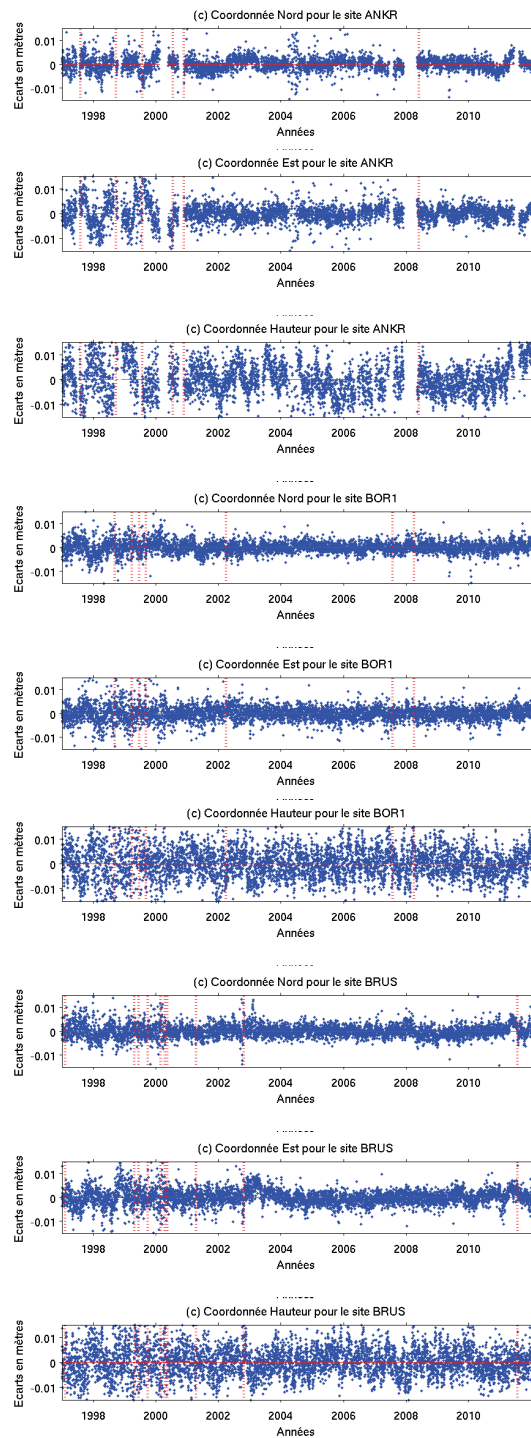 (c) Coordonnée Nord pour le site ANKR
Ecarts en mètres
0.01
0
-0.01
1998 2000 2002 2004 2006 2008 2010
Années
(c) Coordonnée Est pour le site ANKR
Ecarts en mètres
0.01
0
-0.01
1998 2000 2002 2004 2006 2008 2010
Années
(c) Coordonnée Hauteur pour le site ANKR
Ecarts en mètres
0.01
0
-0.01
1998 2000 2002 2004 2006 2008 2010
Années
(c) Coordonnée Nord pour le site BOR1
Ecarts en mètres
0.01
0
-0.01
1998 2000 2002 2004 2006 2008 2010
Années
(c) Coordonnée Est pour le site BOR1
Ecarts en mètres
0.01
0
-0.01
1998 2000 2002 2004 2006 2008 2010
Années
(c) Coordonnée Hauteur pour le site BOR1
Ecarts en mètres
0.01
0
-0.01
1998 2000 2002 2004 2006 2008 2010
Années
(c) Coordonnée Nord pour le site BRUS
Ecarts en mètres
0.01
0
-0.01
1998 2000 2002 2004 2006 2008 2010
Années
(c) Coordonnée Est pour le site BRUS
Ecarts en mètres
0.01
0
-0.01
1998 2000 2002 2004 2006 2008 2010
Années
(c) Coordonnée Hauteur pour le site BRUS
Ecarts en mètres
0.01
0
-0.01
1998 2000 2002 2004 2006 2008 2010
Années